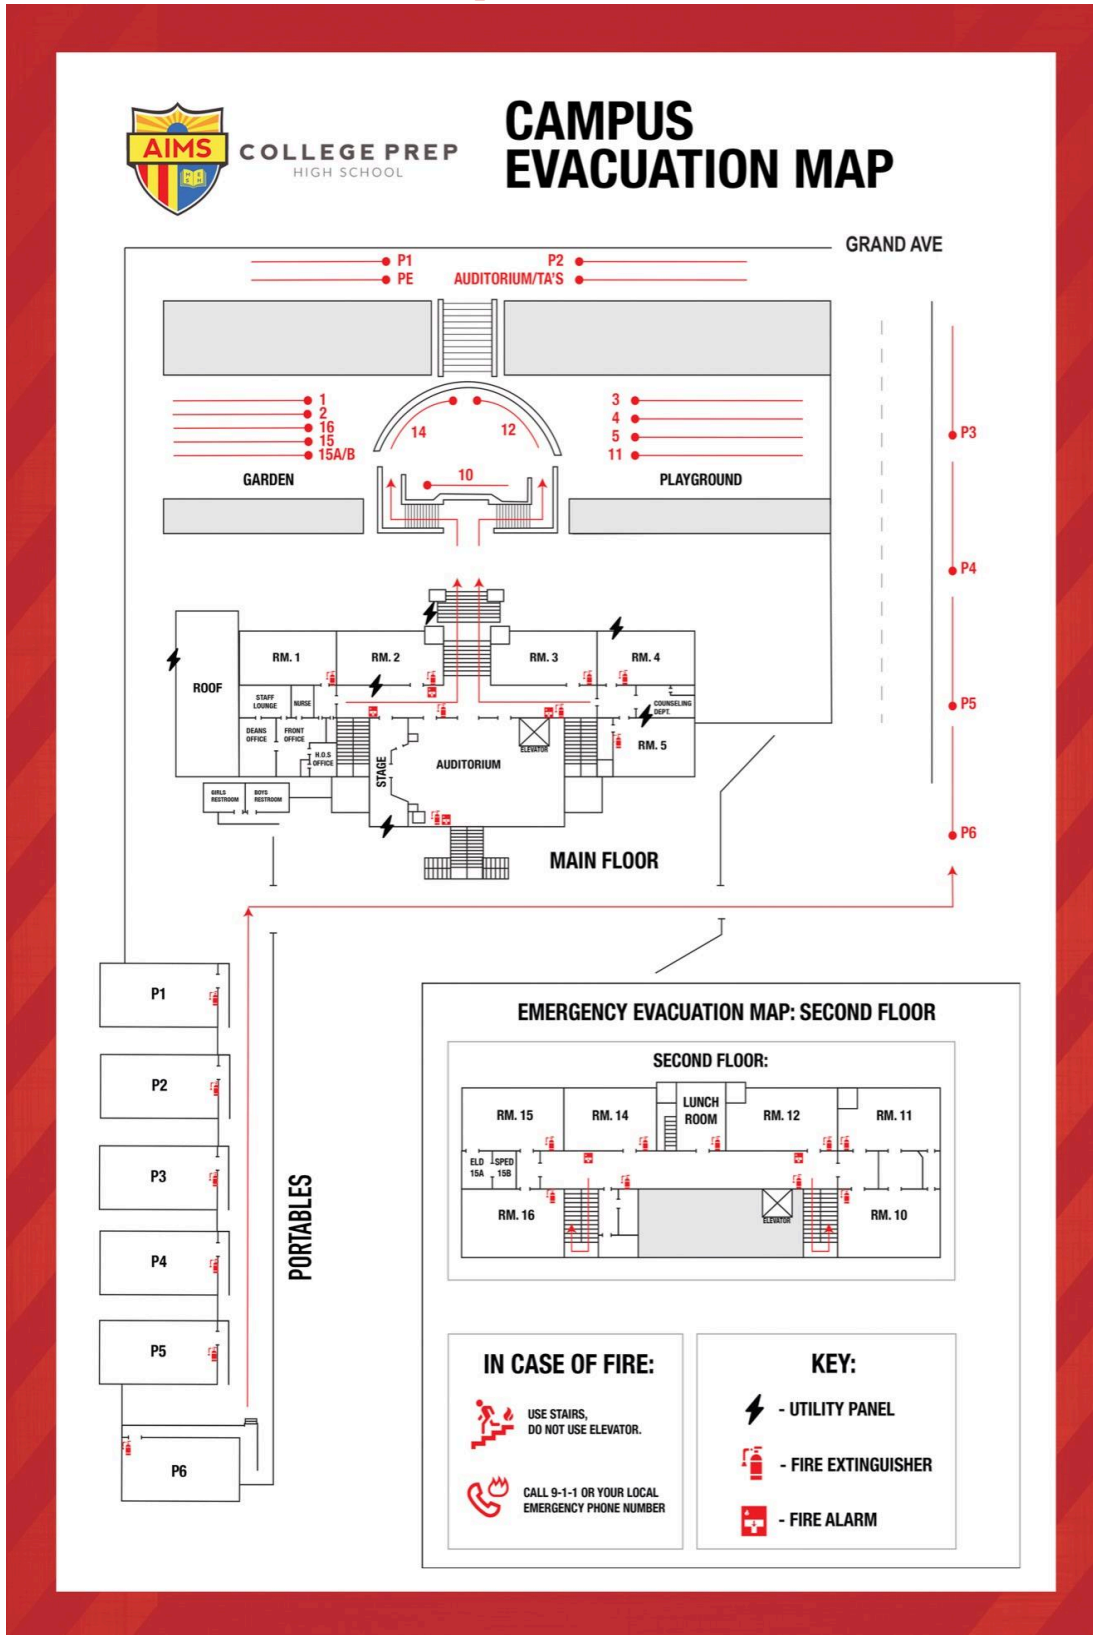 AIMS
COLLEGE PREP
HIGH SCHOOL
CAMPUS
EVACUATION MAP
GRAND AVE
P1
P2
PE
AUDITORIUM/TA'S
1
2
16
15
15A/B
14
12
10
3
4
5
11
GARDEN
PLAYGROUND
P3
P4
P5
P6
ROOF
RM. 1
RM. 2
RM. 3
RM. 4
STAFF
LOUNGE
NURSE
COUNSELING
DEPT.
DEANS
OFFICE
FRONT
OFFICE
H.O.S
OFFICE
STAGE
AUDITORIUM
ELEVATOR
RM. 5
GIRLS
RESTROOM
BOYS
RESTROOM
MAIN FLOOR
P1
P2
P3
P4
P5
P6
PORTABLES
EMERGENCY EVACUATION MAP: SECOND FLOOR
SECOND FLOOR:
RM. 15
RM. 14
LUNCH
ROOM
RM. 12
RM. 11
ELD
15A
SPED
15B
RM. 16
ELEVATOR
RM. 10
IN CASE OF FIRE:
USE STAIRS,
DO NOT USE ELEVATOR.
CALL 9-1-1 OR YOUR LOCAL
EMERGENCY PHONE NUMBER
KEY:
- UTILITY PANEL
- FIRE EXTINGUISHER
- FIRE ALARM